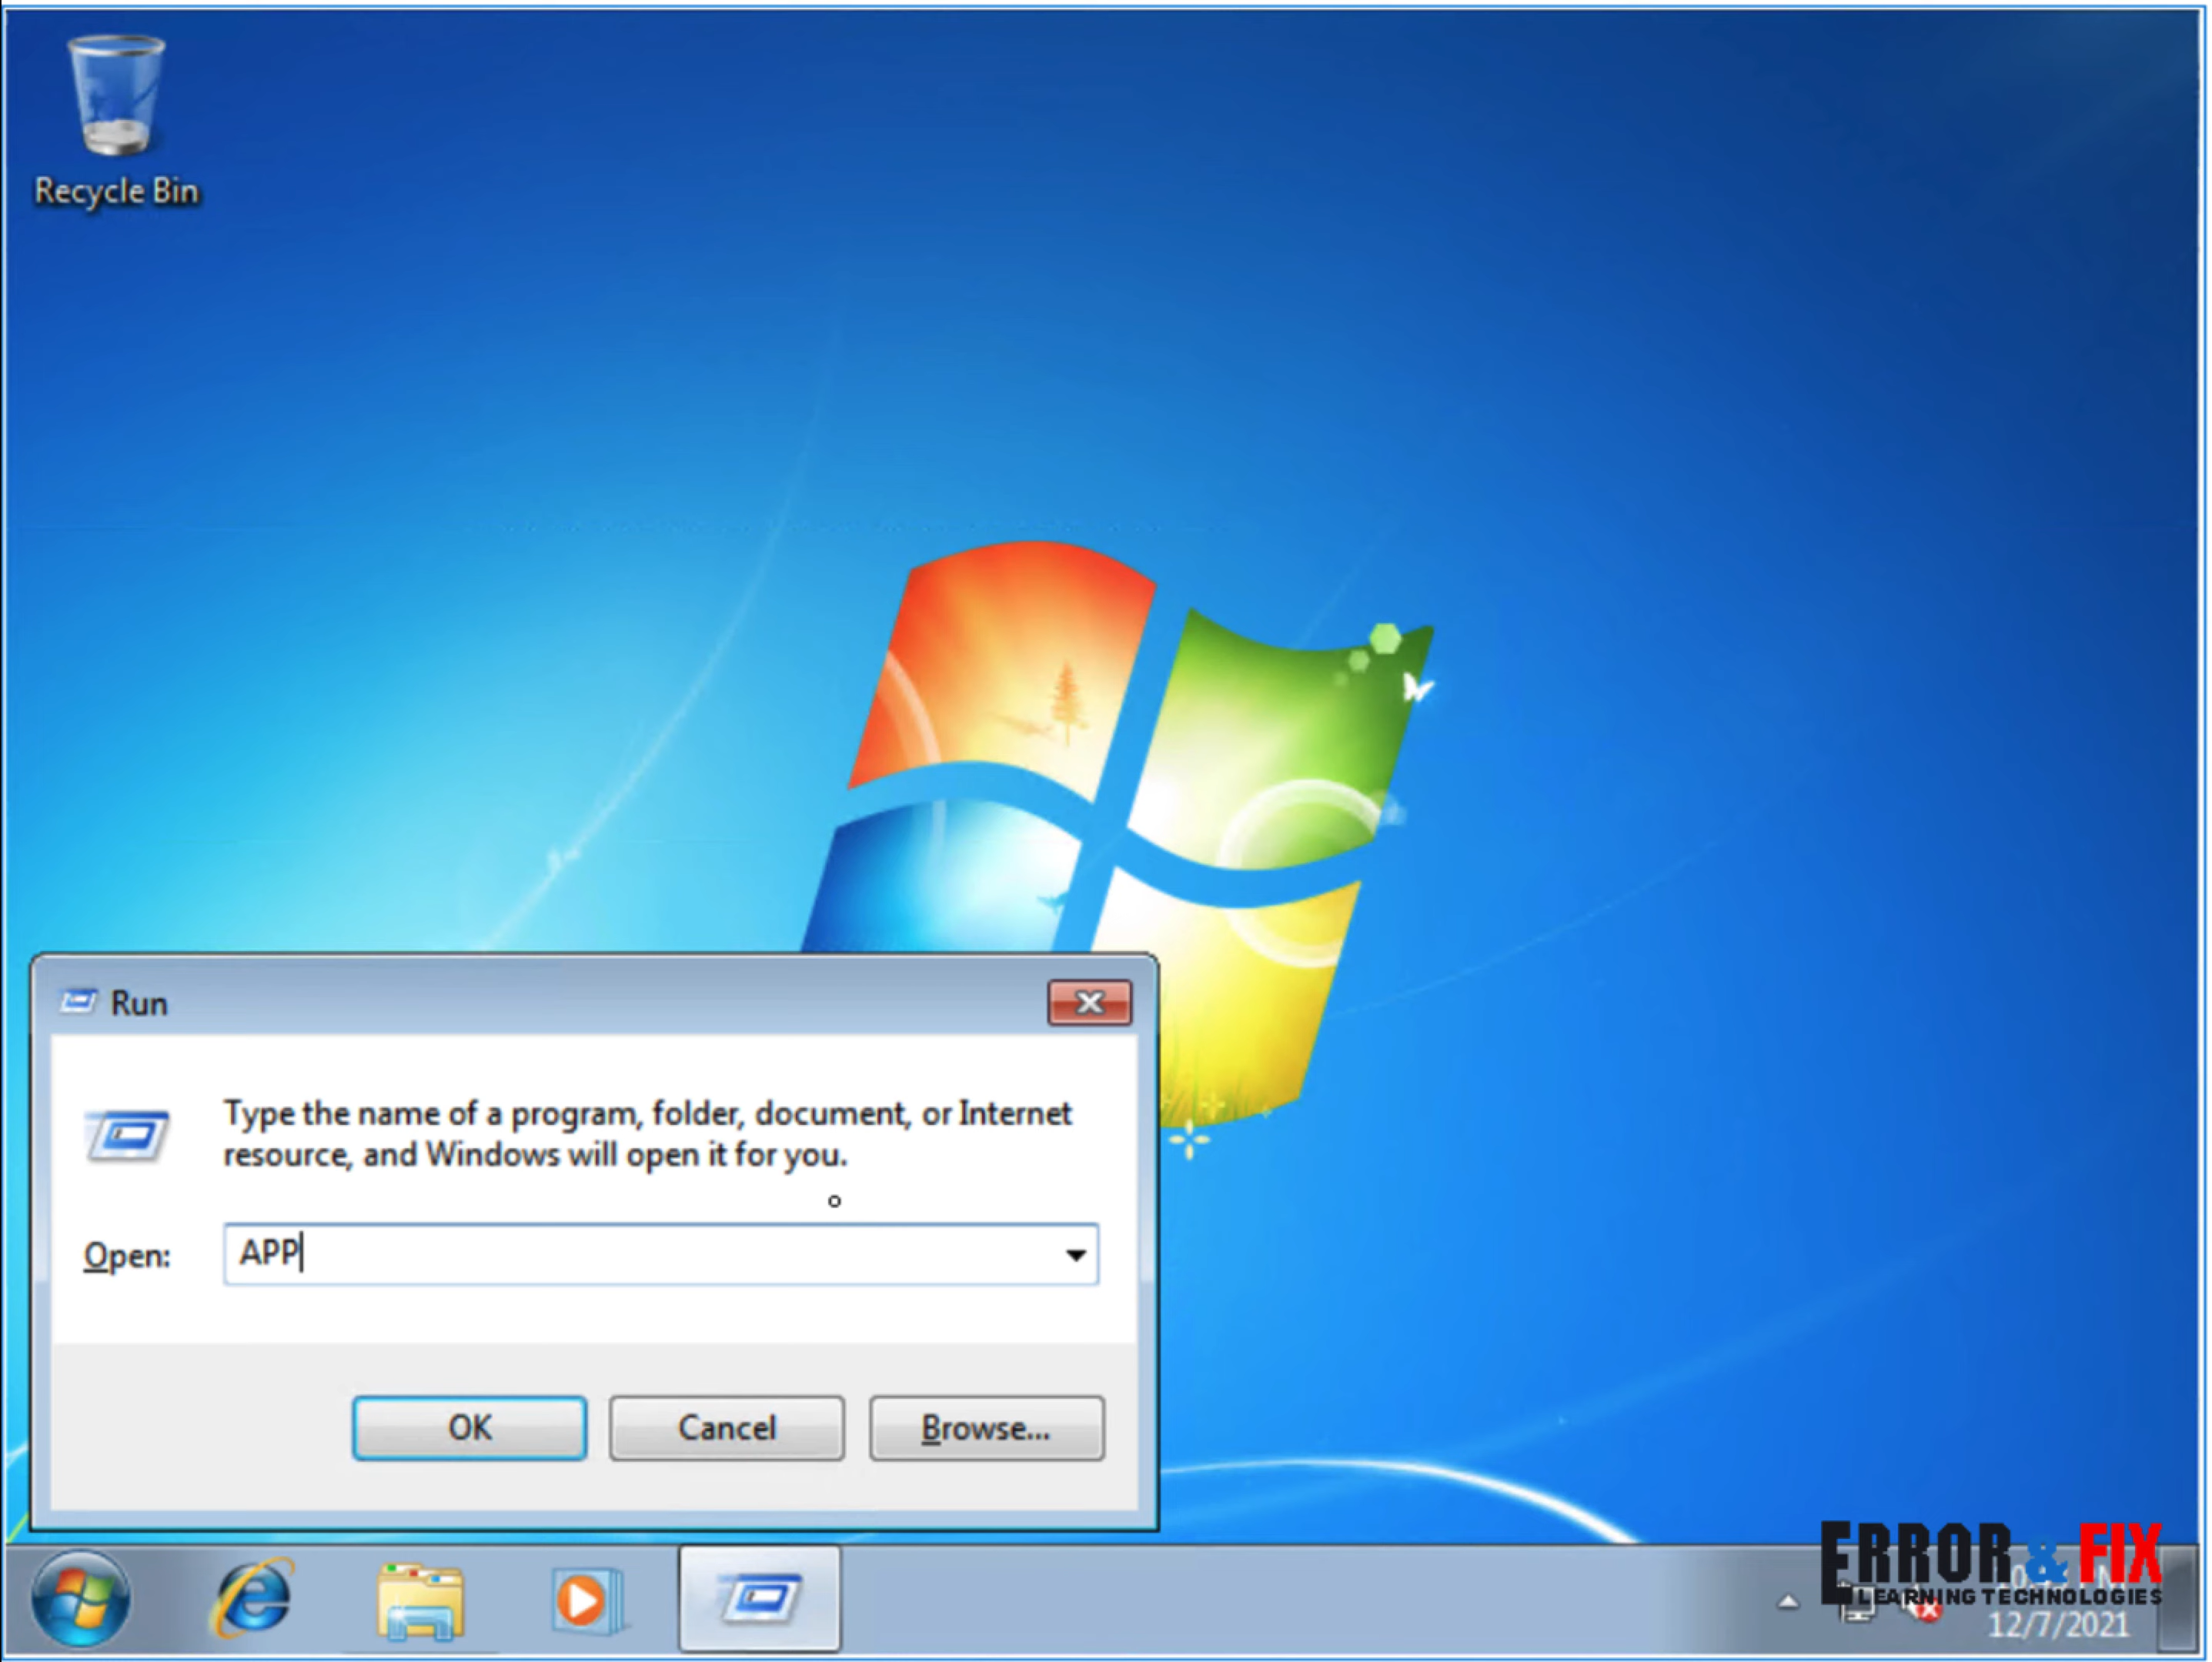 Recycle Bin
Run
Type the name of a program, folder, document, or Internet
resource, and Windows will open it for you.
Open:
APP
OK
Cancel
Browse...
ERROR & FIX
LEARNING TECHNOLOGIES
12/7/2021